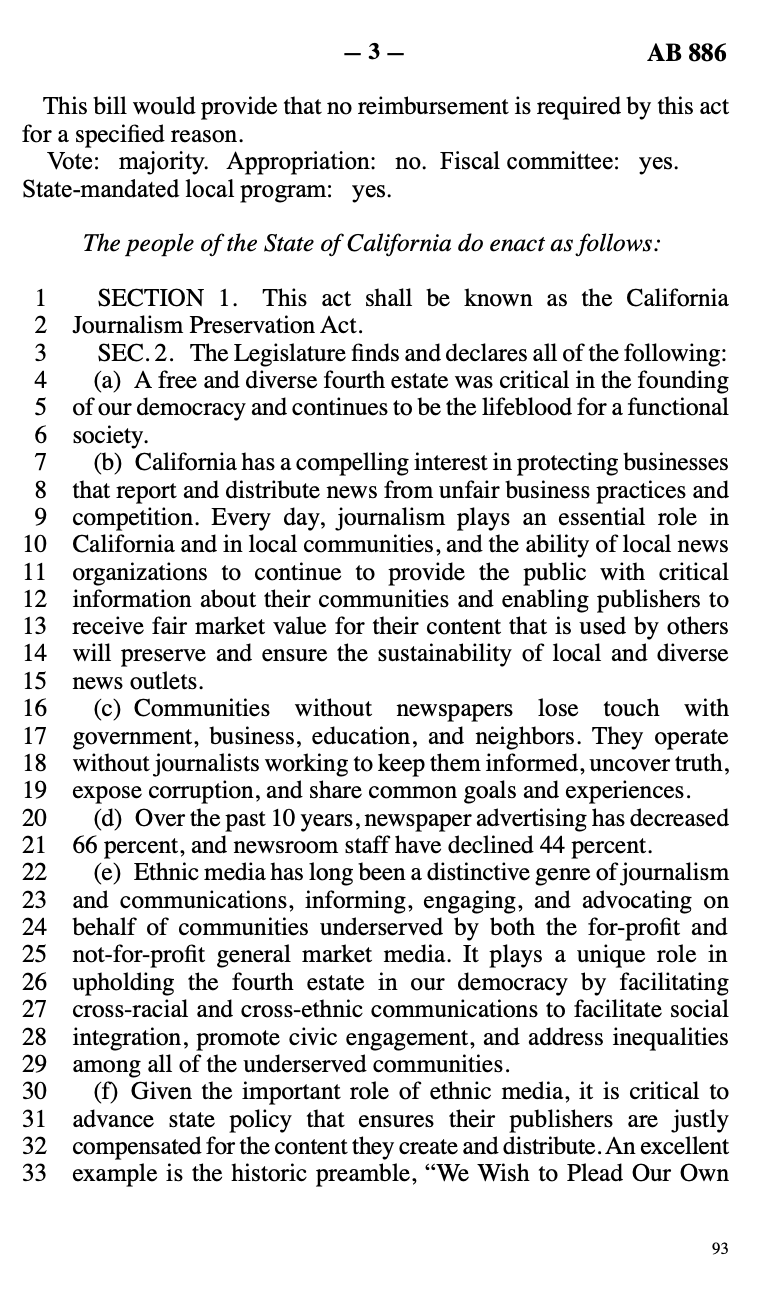 — 3 — AB 886
This bill would provide that no reimbursement is required by this act
for a specified reason.
Vote: majority. Appropriation: no. Fiscal committee: yes.
State-mandated local program: yes.
The people of the State of California do enact as follows:
1 SECTION 1. This act shall be known as the California
2 Journalism Preservation Act.
3 SEC. 2. The Legislature finds and declares all of the following:
4 (a) A free and diverse fourth estate was critical in the founding
5 of our democracy and continues to be the lifeblood for a functional
6 society.
7 (b) California has a compelling interest in protecting businesses
8 that report and distribute news from unfair business practices and
9 competition. Every day, journalism plays an essential role in
10 California and in local communities, and the ability of local news
11 organizations to continue to provide the public with critical
12 information about their communities and enabling publishers to
13 receive fair market value for their content that is used by others
14 will preserve and ensure the sustainability of local and diverse
15 news outlets.
16 (c) Communities without newspapers lose touch with
17 government, business, education, and neighbors. They operate
18 without journalists working to keep them informed, uncover truth,
19 expose corruption, and share common goals and experiences.
20 (d) Over the past 10 years, newspaper advertising has decreased
21 66 percent, and newsroom staff have declined 44 percent.
22 (e) Ethnic media has long been a distinctive genre of journalism
23 and communications, informing, engaging, and advocating on
24 behalf of communities underserved by both the for-profit and
25 not-for-profit general market media. It plays a unique role in
26 upholding the fourth estate in our democracy by facilitating
27 cross-racial and cross-ethnic communications to facilitate social
28 integration, promote civic engagement, and address inequalities
29 among all of the underserved communities.
30 (f) Given the important role of ethnic media, it is critical to
31 advance state policy that ensures their publishers are justly
32 compensated for the content they create and distribute. An excellent
33 example is the historic preamble, “We Wish to Plead Our Own
93